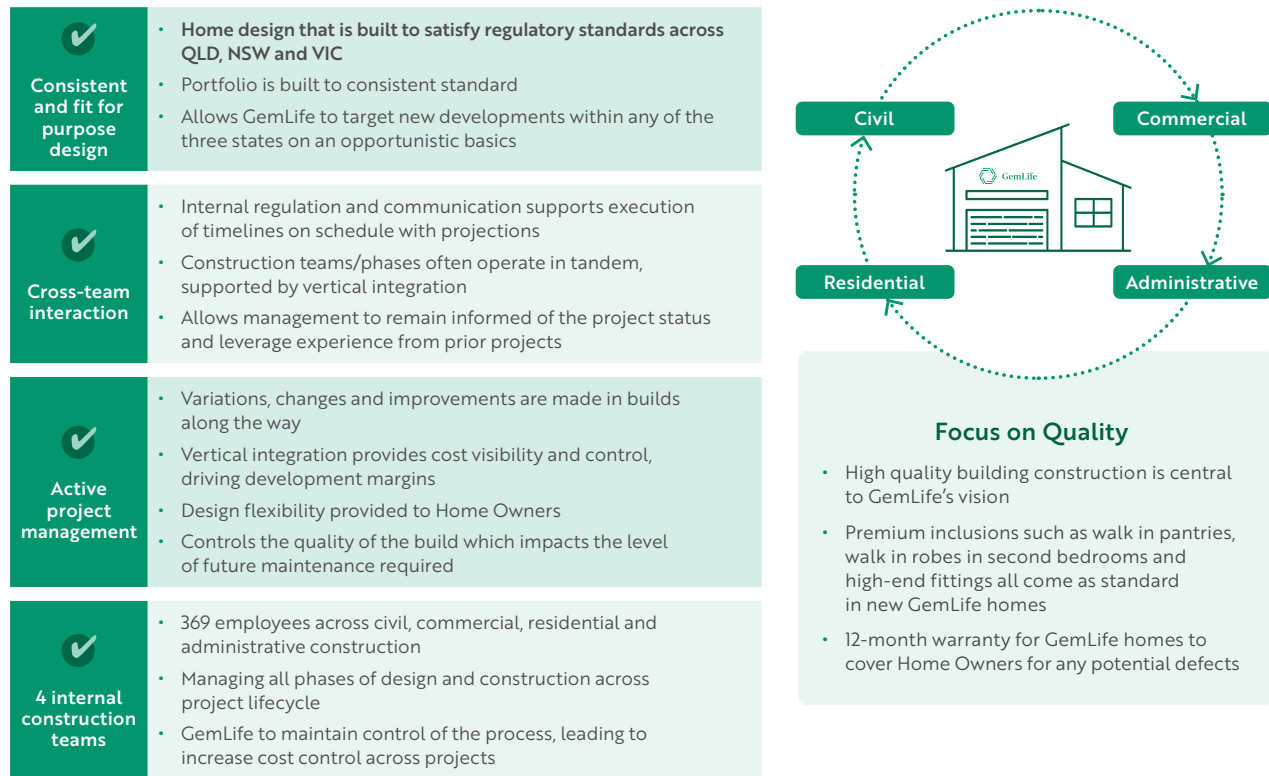 Consistent
and fit for
purpose
design
• Home design that is built to satisfy regulatory standards across
QLD, NSW and VIC
• Portfolio is built to consistent standard
• Allows GemLife to target new developments within any of the
three states on an opportunistic basics
Cross-team
interaction
• Internal regulation and communication supports execution
of timelines on schedule with projections
• Construction teams/phases often operate in tandem,
supported by vertical integration
• Allows management to remain informed of the project status
and leverage experience from prior projects
Active
project
management
• Variations, changes and improvements are made in builds
along the way
• Vertical integration provides cost visibility and control,
driving development margins
• Design flexibility provided to Home Owners
• Controls the quality of the build which impacts the level
of future maintenance required
4 internal
construction
teams
• 369 employees across civil, commercial, residential and
administrative construction
• Managing all phases of design and construction across
project lifecycle
• GemLife to maintain control of the process, leading to
increase cost control across projects
Civil
Commercial
GemLife
Residential
Administrative
Focus on Quality
• High quality building construction is central
to GemLife’s vision
• Premium inclusions such as walk in pantries,
walk in robes in second bedrooms and
high-end fittings all come as standard
in new GemLife homes
• 12-month warranty for GemLife homes to
cover Home Owners for any potential defects